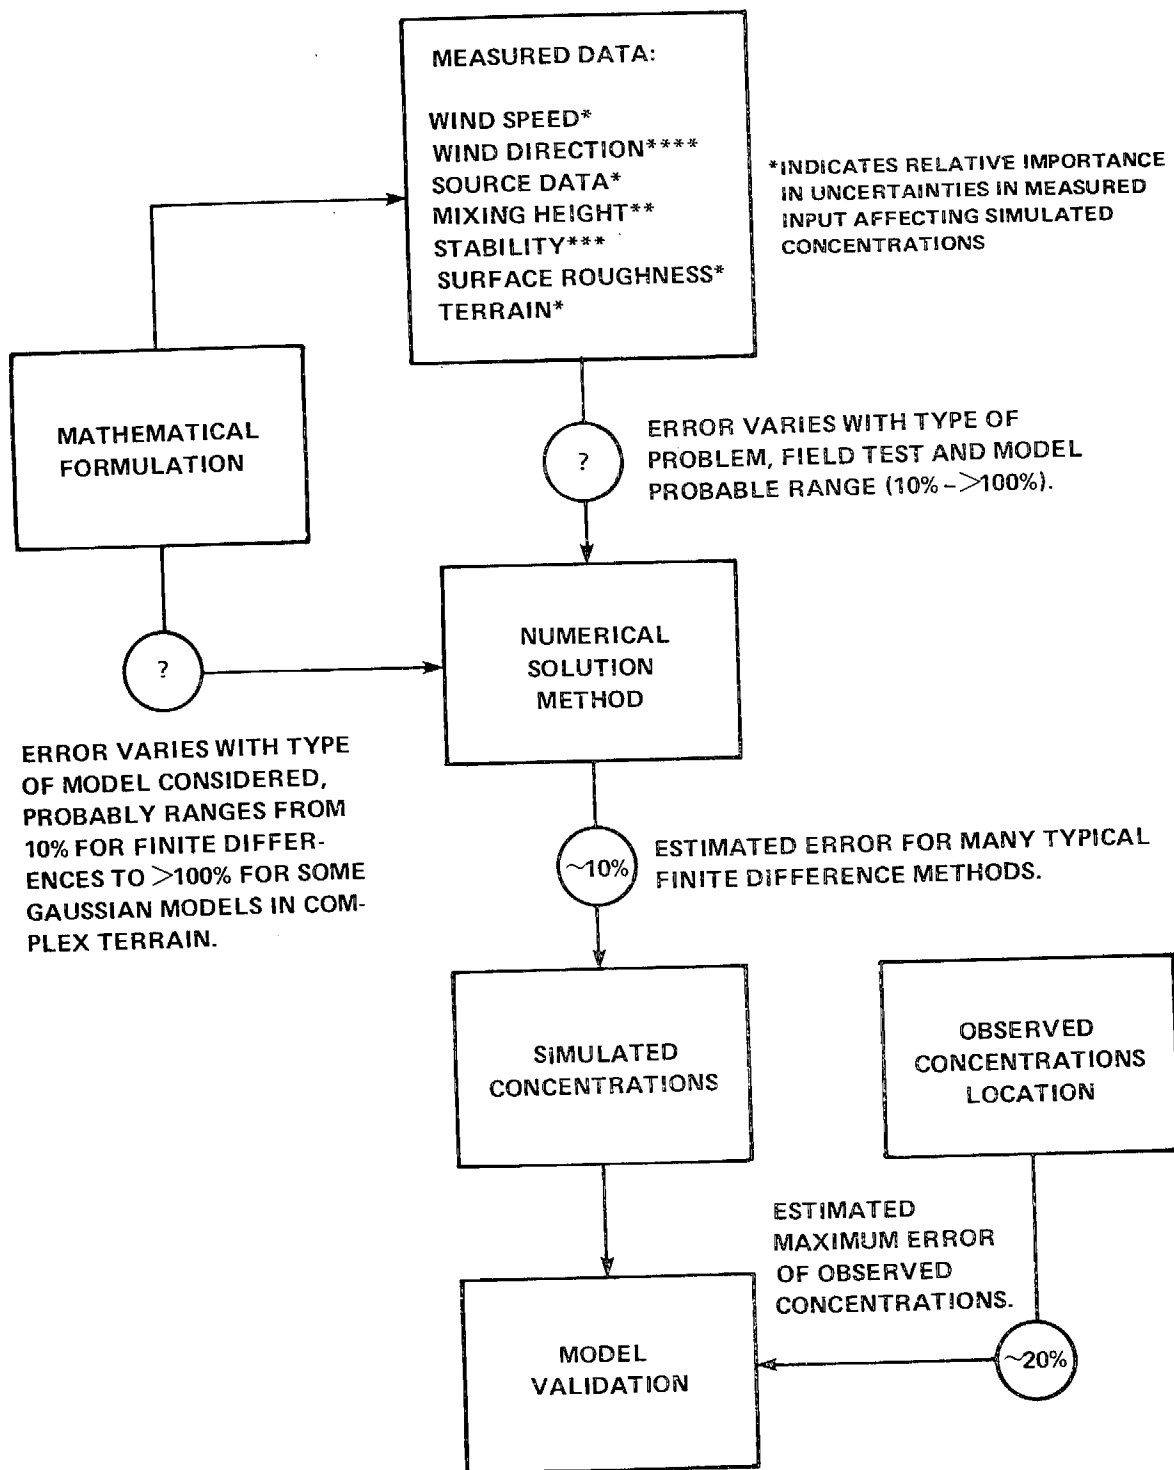 MEASURED DATA:
WIND SPEED*
WIND DIRECTION****
SOURCE DATA*
MIXING HEIGHT**
STABILITY***
SURFACE ROUGHNESS*
TERRAIN*
*INDICATES RELATIVE IMPORTANCE
IN UNCERTAINTIES IN MEASURED
INPUT AFFECTING SIMULATED
CONCENTRATIONS
MATHEMATICAL
FORMULATION
?
ERROR VARIES WITH TYPE OF
PROBLEM, FIELD TEST AND MODEL
PROBABLE RANGE (10%->100%).
NUMERICAL
SOLUTION
METHOD
?
ERROR VARIES WITH TYPE
OF MODEL CONSIDERED,
PROBABLY RANGES FROM
10% FOR FINITE DIFFER-
ENCES TO >100% FOR SOME
GAUSSIAN MODELS IN COM-
PLEX TERRAIN.
~10%
ESTIMATED ERROR FOR MANY TYPICAL
FINITE DIFFERENCE METHODS.
SIMULATED
CONCENTRATIONS
OBSERVED
CONCENTRATIONS
LOCATION
ESTIMATED
MAXIMUM ERROR
OF OBSERVED
CONCENTRATIONS.
~20%
MODEL
VALIDATION